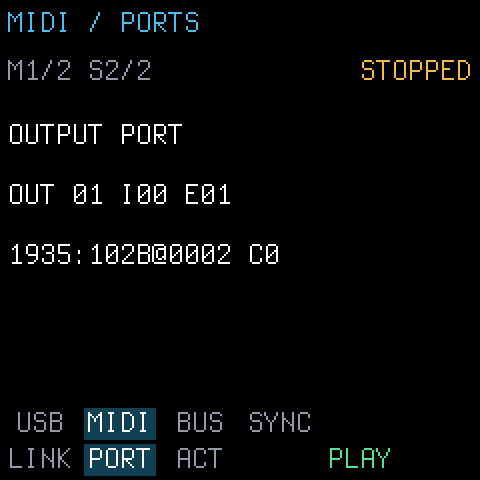 MIDI / PORTS
M1/2 S2/2 STOPPED
OUTPUT PORT
OUT 01 I00 E01
1935:102B@0002 C0
USB MIDI BUS SYNC
LINK PORT ACT PLAY